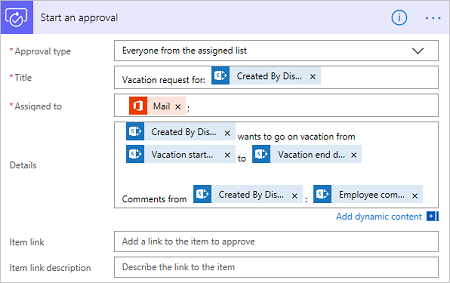 Start an approval
* Approval type
Everyone from the assigned list
* Title
Vacation request for: Created By Dis... ×
* Assigned to
Mail × ;
Details
Created By Dis... × wants to go on vacation from
Vacation start... × to Vacation end d... ×
Comments from Created By Dis... × : Employee com... ×
Add dynamic content
Item link
Add a link to the item to approve
Item link description
Describe the link to the item